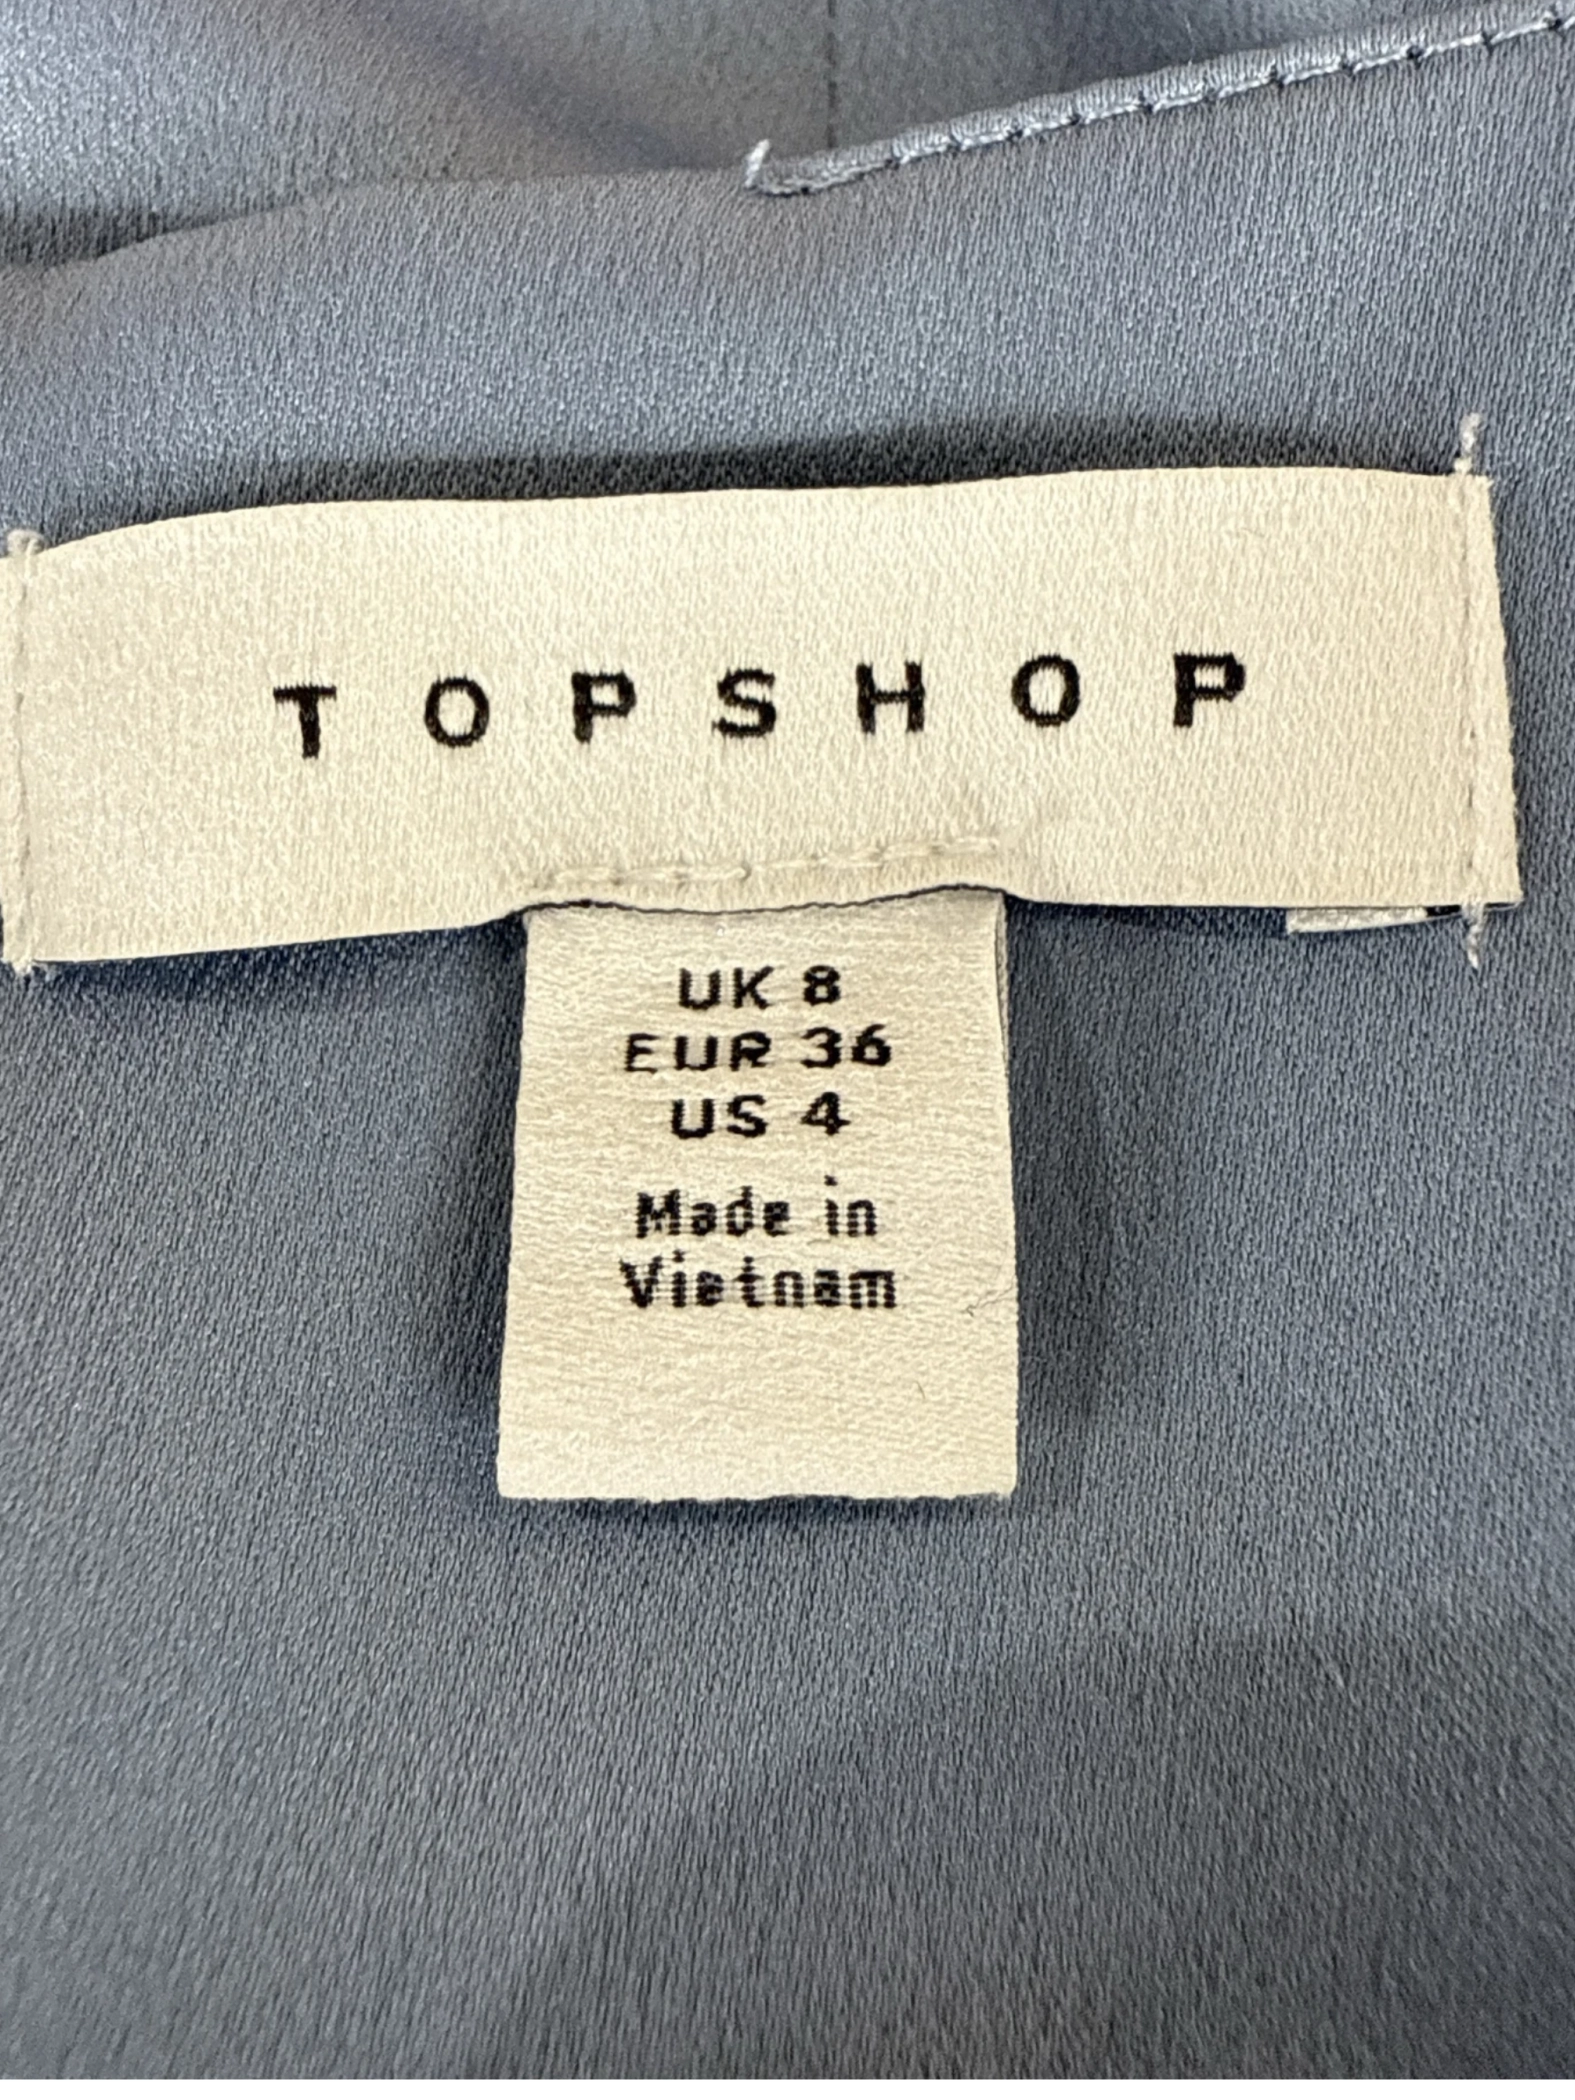 TOPSHOP
UK 8
EUR 36
US 4
Made in
Vietnam